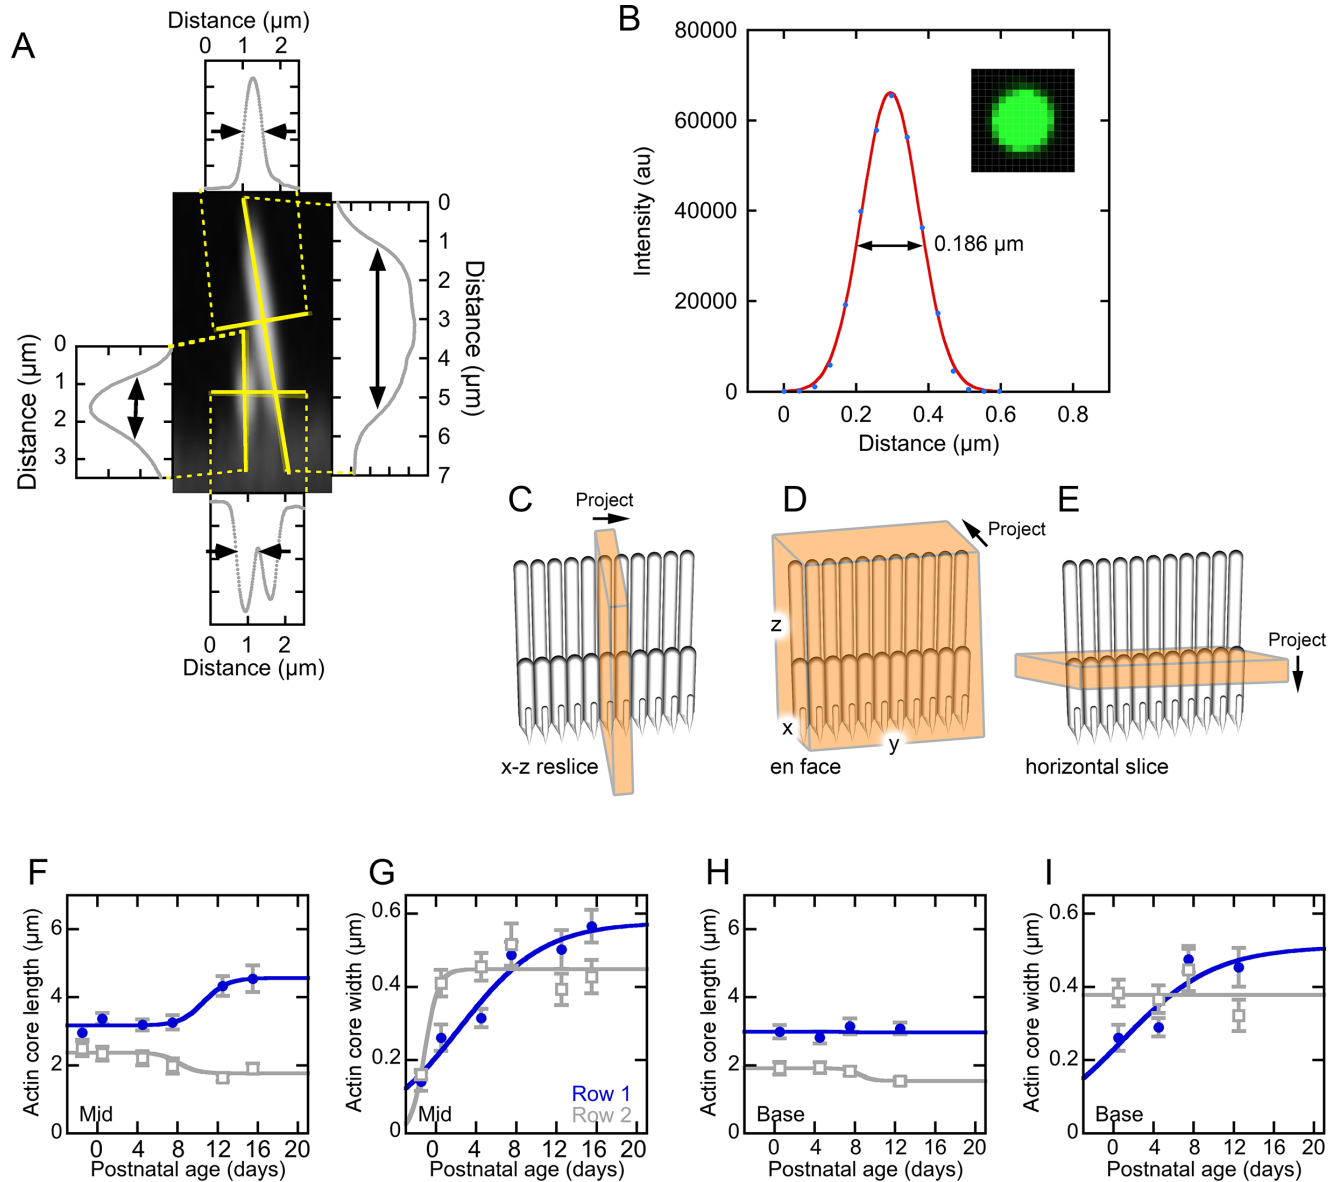 A
Distance (µm)
0 1 2
0
1
2
3
4
5
6
7
Distance (µm)
0
1
2
3
Distance (µm)
0 1 2
Distance (µm)
B
80000
60000
40000
20000
0
Intensity (au)
0.186 µm
0 0.2 0.4 0.6 0.8
Distance (µm)
C
Project
x-z reslice
D
Project
z
x
y
en face
E
Project
horizontal slice
F
6
4
2
0
Actin core length (µm)
Mid
0 4 8 12 16 20
Postnatal age (days)
G
0.6
0.4
0.2
0
Actin core width (µm)
Row 1
Row 2
Mid
0 4 8 12 16 20
Postnatal age (days)
H
6
4
2
0
Actin core length (µm)
Base
0 4 8 12 16 20
Postnatal age (days)
I
0.6
0.4
0.2
0
Actin core width (µm)
Base
0 4 8 12 16 20
Postnatal age (days)